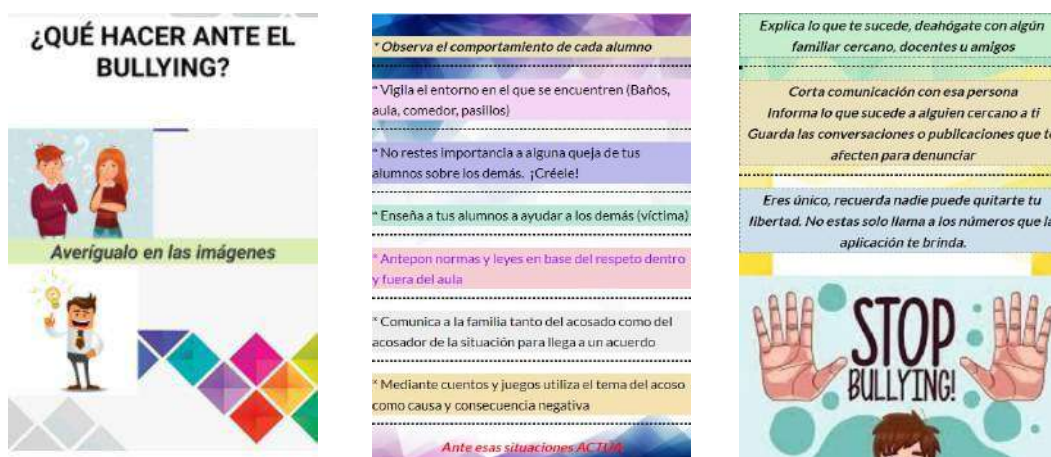 ¿QUÉ HACER ANTE EL
BULLYING?
Averígualo en las imágenes
* Observa el comportamiento de cada alumno
* Vigila el entorno en el que se encuentren (Baños,
aula, comedor, pasillos)
* No restes importancia a alguna queja de tus
alumnos sobre los demás. ¡Créele!
* Enseña a tus alumnos a ayudar a los demás (víctima)
* Antepon normas y leyes en base del respeto dentro
y fuera del aula
* Comunica a la familia tanto del acosado como del
acosador de la situación para llega a un acuerdo
* Mediante cuentos y juegos utiliza el tema del acoso
como causa y consecuencia negativa
Ante esas situaciones ACTÚA
Explica lo que te sucede, deahógate con algún
familiar cercano, docentes u amigos
Corta comunicación con esa persona
Informa lo que sucede a alguien cercano a ti
Guarda las conversaciones o publicaciones que te
afecten para denunciar
Eres único, recuerda nadie puede quitarte tu
libertad. No estas solo llama a los números que la
aplicación te brinda.
STOP
BULLYING!